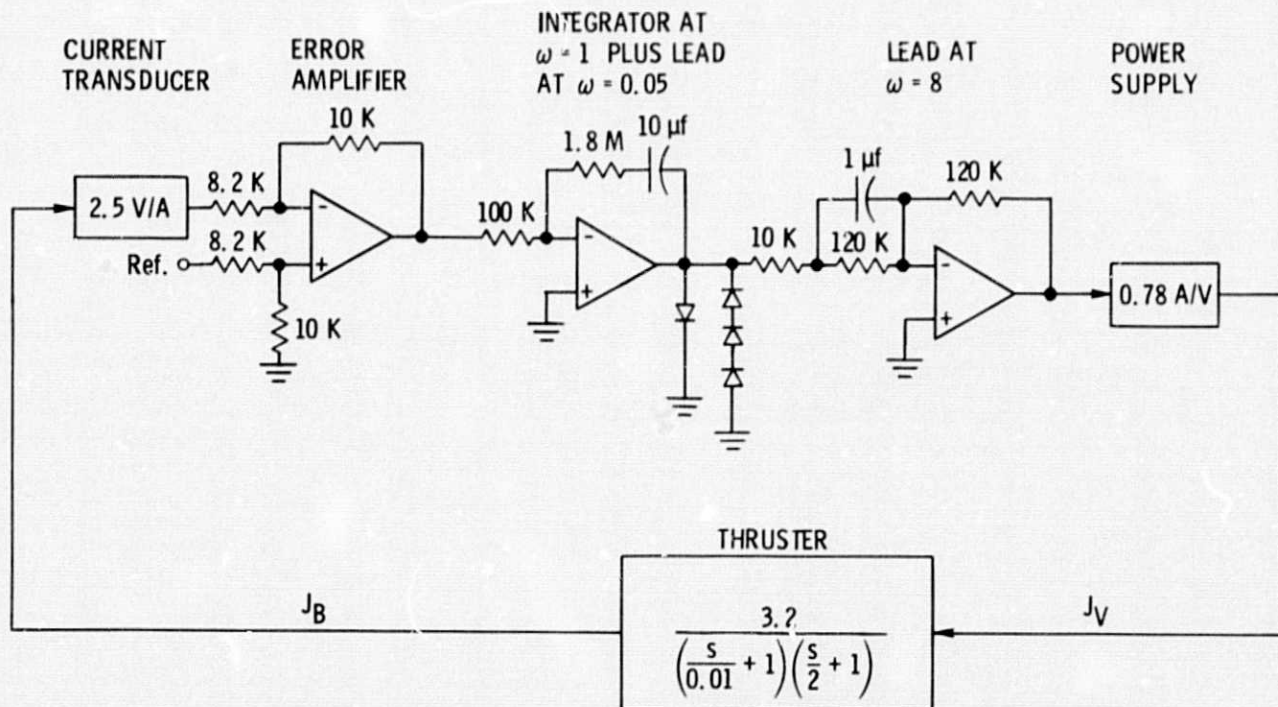 CURRENT
TRANSDUCER
ERROR
AMPLIFIER
INTEGRATOR AT
ω = 1 PLUS LEAD
AT ω = 0.05
LEAD AT
ω = 8
POWER
SUPPLY
10 K
1.8 M
10 μf
1 μf
120 K
2.5 V/A
8.2 K
-
+
8.2 K
Ref.
10 K
100 K
-
+
10 K
120 K
-
+
0.78 A/V
THRUSTER
J_B
J_V
3.2
(s/0.01 + 1)(s/2 + 1)